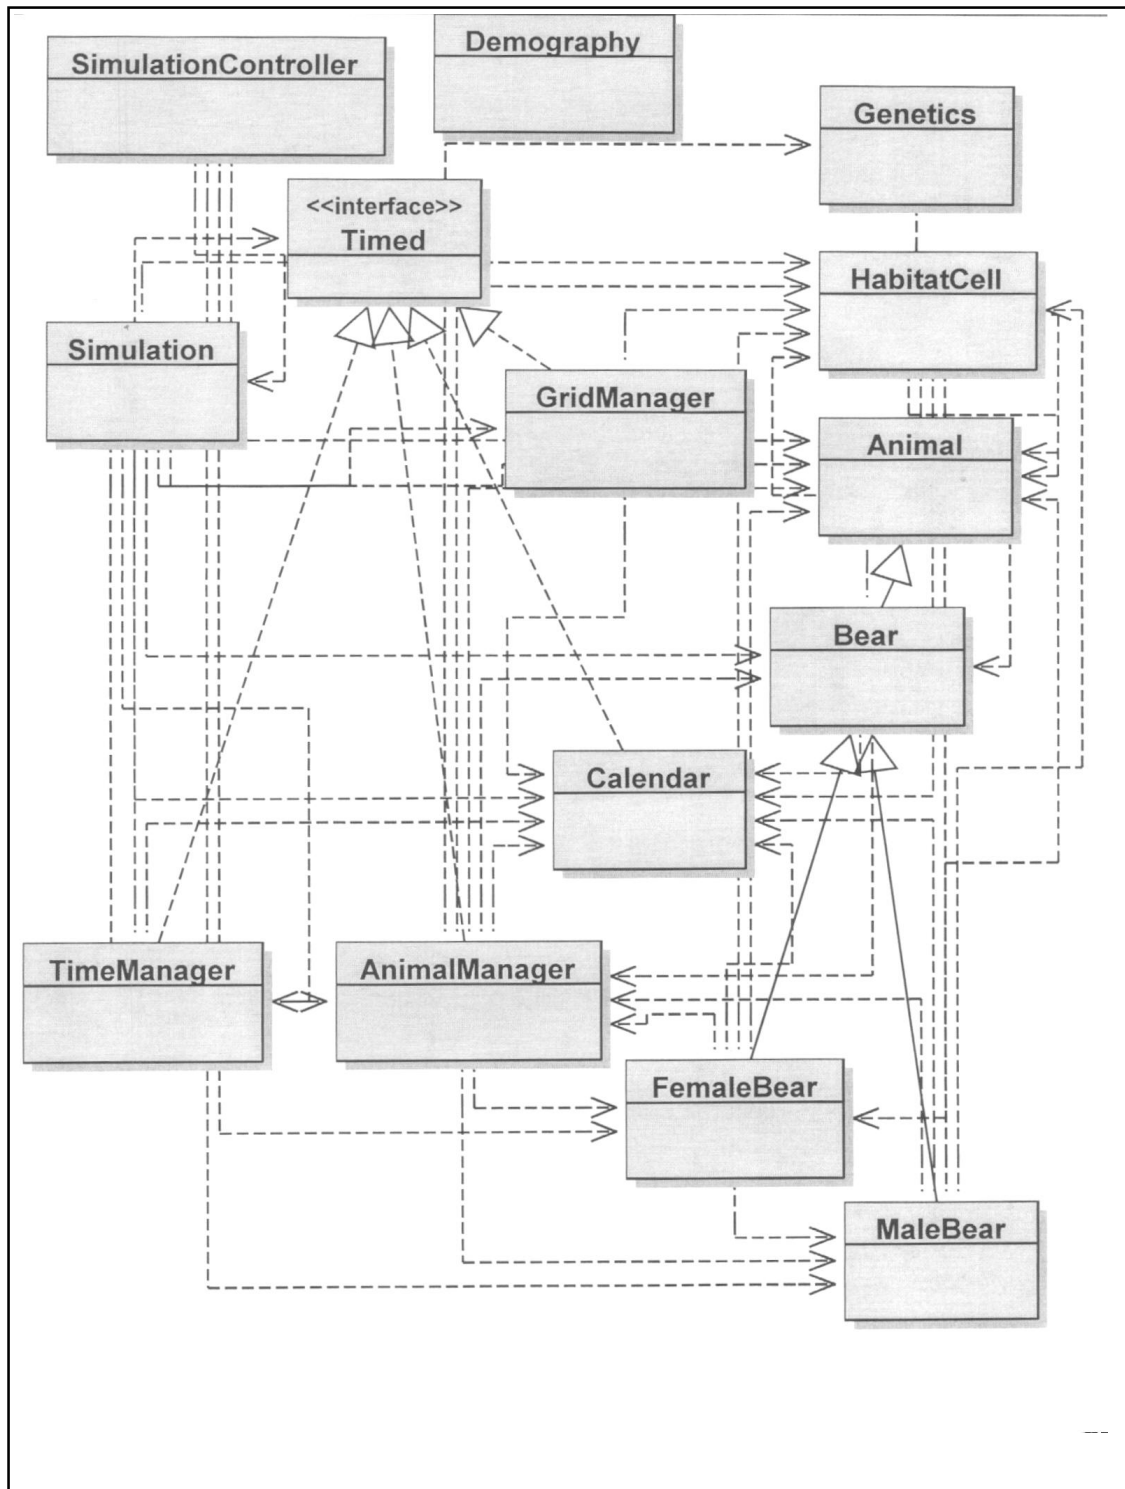 Demography
SimulationController
Genetics
<<interface>>
Timed
HabitatCell
Simulation
GridManager
Animal
Bear
Calendar
TimeManager
AnimalManager
FemaleBear
MaleBear